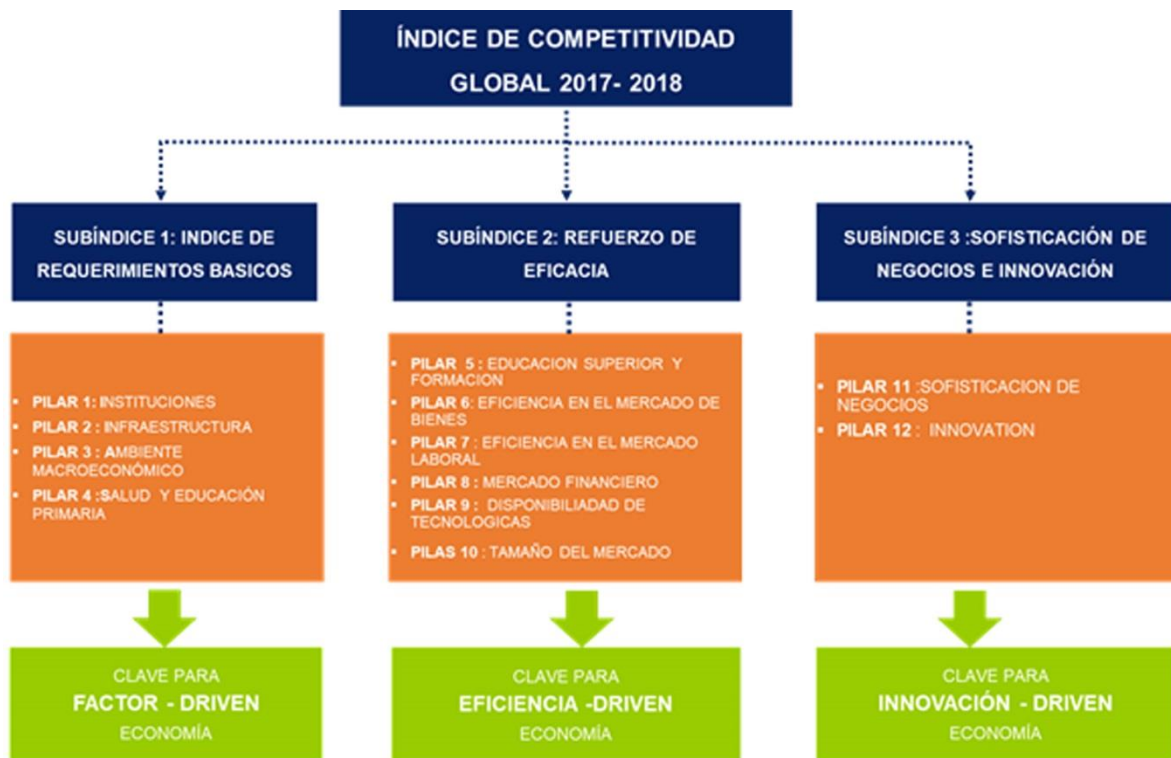 ÍNDICE DE COMPETITIVIDAD
GLOBAL 2017- 2018
SUBÍNDICE 1: INDICE DE
REQUERIMIENTOS BASICOS
▪ PILAR 1: INSTITUCIONES
▪ PILAR 2 : INFRAESTRUCTURA
▪ PILAR 3 : AMBIENTE
MACROECONÓMICO
▪ PILAR 4 :SALUD Y EDUCACIÓN
PRIMARIA
CLAVE PARA
FACTOR - DRIVEN
ECONOMÍA
SUBÍNDICE 2: REFUERZO DE
EFICACIA
▪ PILAR 5 : EDUCACION SUPERIOR Y
FORMACION
▪ PILAR 6: EFICIENCIA EN EL MERCADO DE
BIENES
▪ PILAR 7 : EFICIENCIA EN EL MERCADO
LABORAL
▪ PILAR 8 : MERCADO FINANCIERO
▪ PILAR 9 : DISPONIBILIADAD DE
TECNOLOGICAS
▪ PILAS 10 : TAMAÑO DEL MERCADO
CLAVE PARA
EFICIENCIA -DRIVEN
ECONOMÍA
SUBÍNDICE 3 :SOFISTICACIÓN DE
NEGOCIOS E INNOVACIÓN
▪ PILAR 11 :SOFISTICACION DE
NEGOCIOS
▪ PILAR 12 : INNOVATION
CLAVE PARA
INNOVACIÓN - DRIVEN
ECONOMÍA